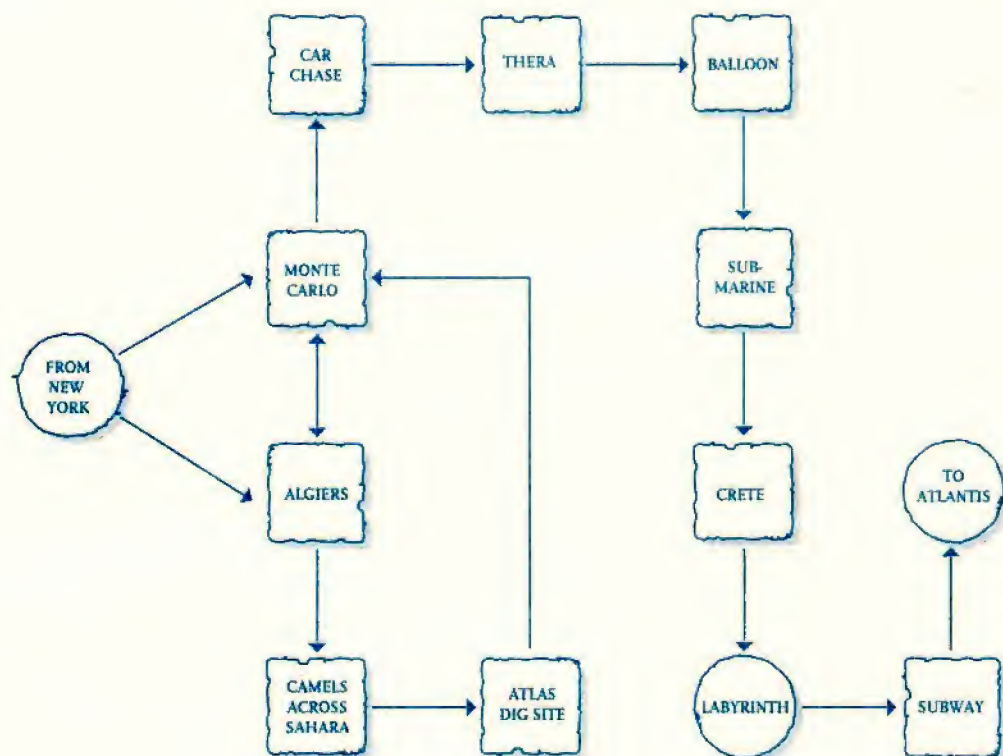 CAR
CHASE
THERA
BALLOON
MONTE
CARLO
SUB-
MARINE
FROM
NEW
YORK
ALGIERS
CRETE
TO
ATLANTIS
CAMELS
ACROSS
SAHARA
ATLAS
DIG SITE
LABYRINTH
SUBWAY